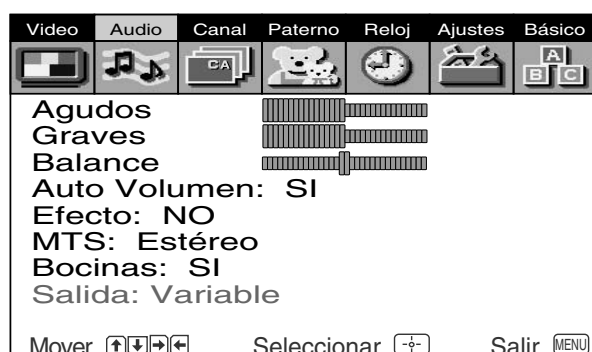 Video Audio Canal Paterno Reloj Ajustes Básico
CA A B C
Agudos
Graves
Balance
Auto Volumen: SI
Efecto: NO
MTS: Estéreo
Bocinas: SI
Salida: Variable
Mover Seleccionar Salir MENU